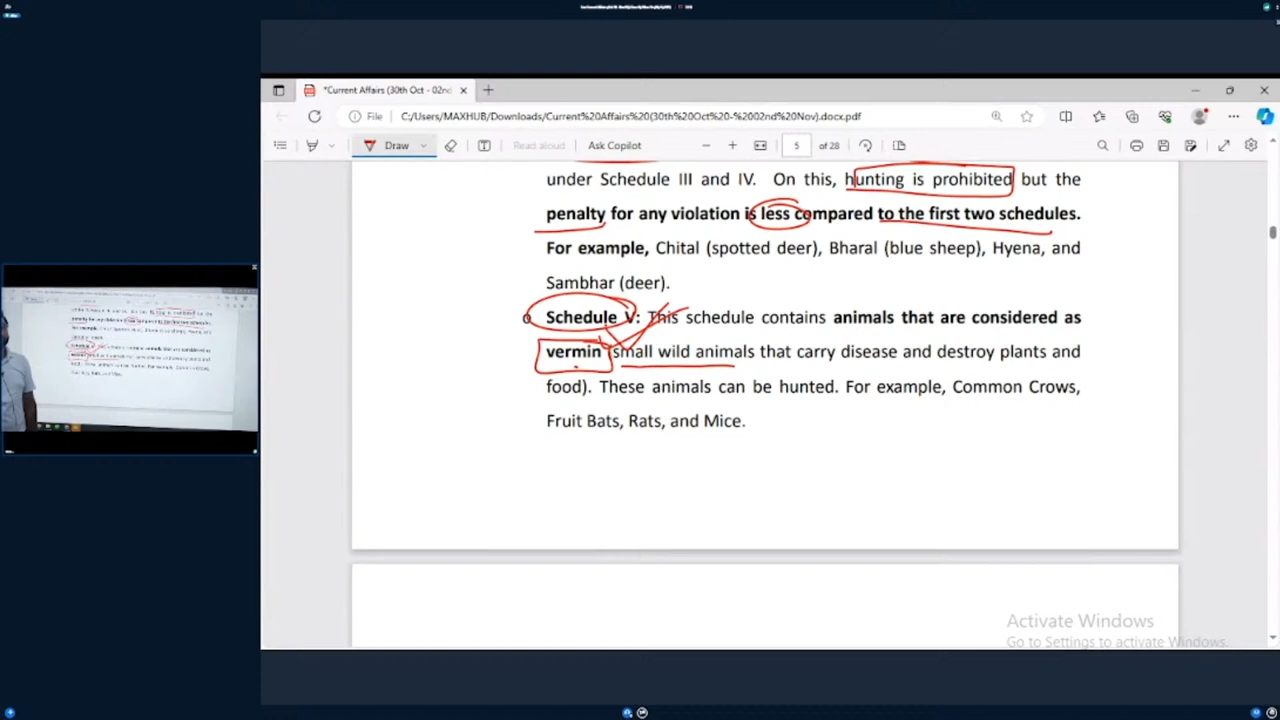 *Current Affairs (30th Oct - 02nd
File
C:/Users/MAXHUB/Downloads/Current%20Affairs%20(30th%20Oct%20-%2002nd%20Nov).docx.pdf
Draw
Read aloud
Ask Copilot
5 of 28
under Schedule III and IV. On this, hunting is prohibited but the
penalty for any violation is less compared to the first two schedules.
For example, Chital (spotted deer), Bharal (blue sheep), Hyena, and
Sambhar (deer).
o Schedule V: This schedule contains animals that are considered as
vermin (small wild animals that carry disease and destroy plants and
food). These animals can be hunted. For example, Common Crows,
Fruit Bats, Rats, and Mice.
Activate Windows
Go to Settings to activate Windows.